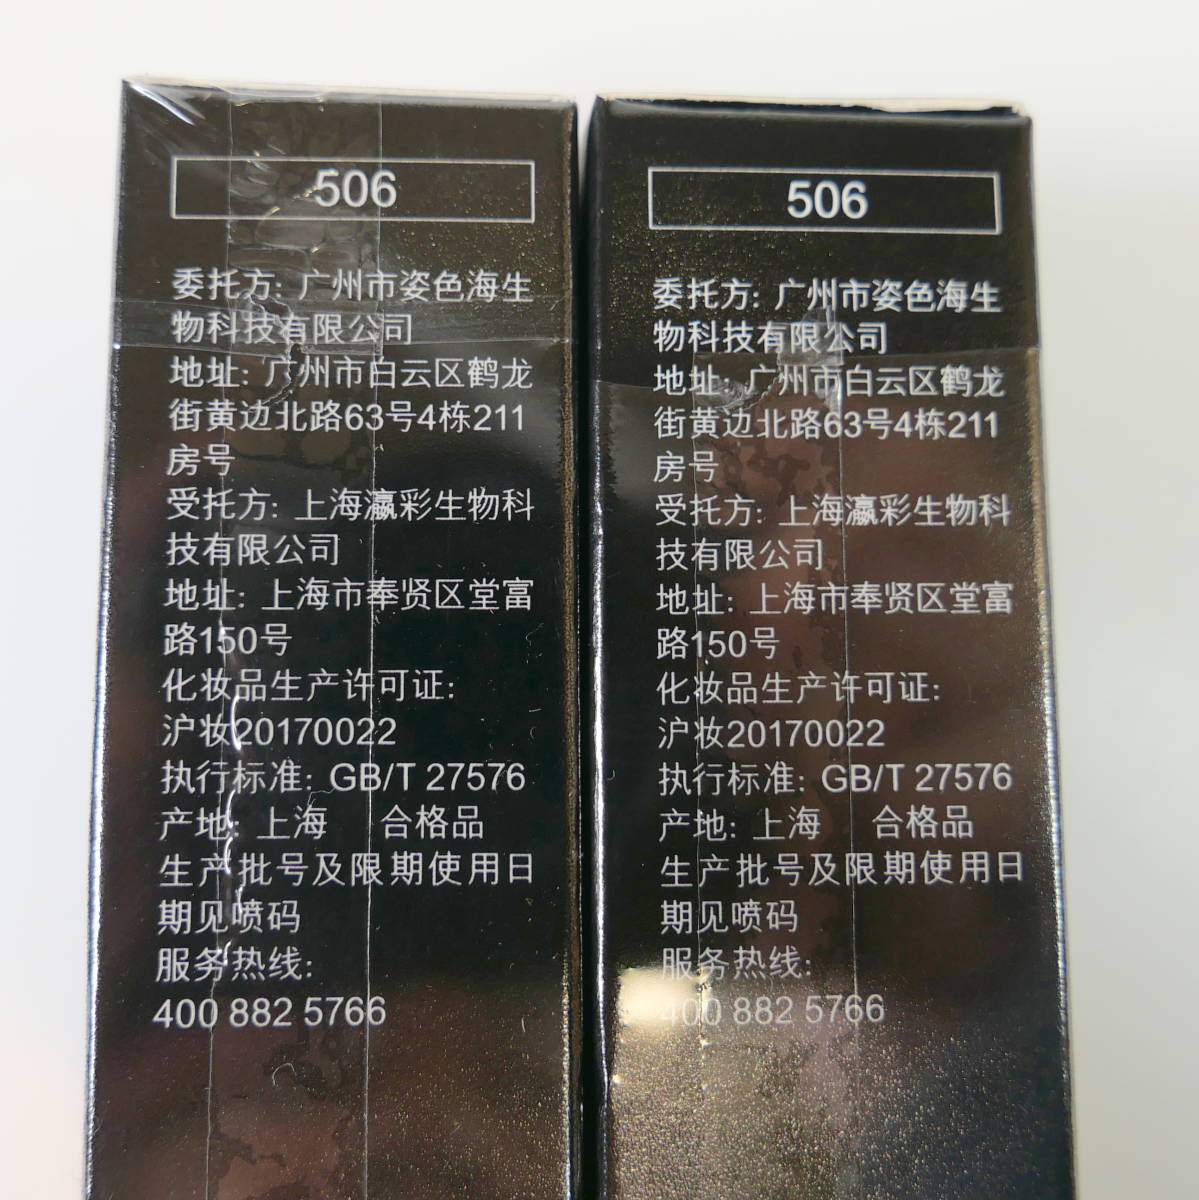 506
委托方: 广州市姿色海生
物科技有限公司
地址: 广州市白云区鹤龙
街黄边北路63号4栋211
房号
受托方: 上海瀛彩生物科
技有限公司
地址: 上海市奉贤区堂富
路150号
化妆品生产许可证:
沪妆20170022
执行标准: GB/T 27576
产地: 上海 合格品
生产批号及限期使用日
期见喷码
服务热线:
400 882 5766
506
委托方: 广州市姿色海生
物科技有限公司
地址: 广州市白云区鹤龙
街黄边北路63号4栋211
房号
受托方: 上海瀛彩生物科
技有限公司
地址: 上海市奉贤区堂富
路150号
化妆品生产许可证:
沪妆20170022
执行标准: GB/T 27576
产地: 上海 合格品
生产批号及限期使用日
期见喷码
服务热线:
400 882 5766